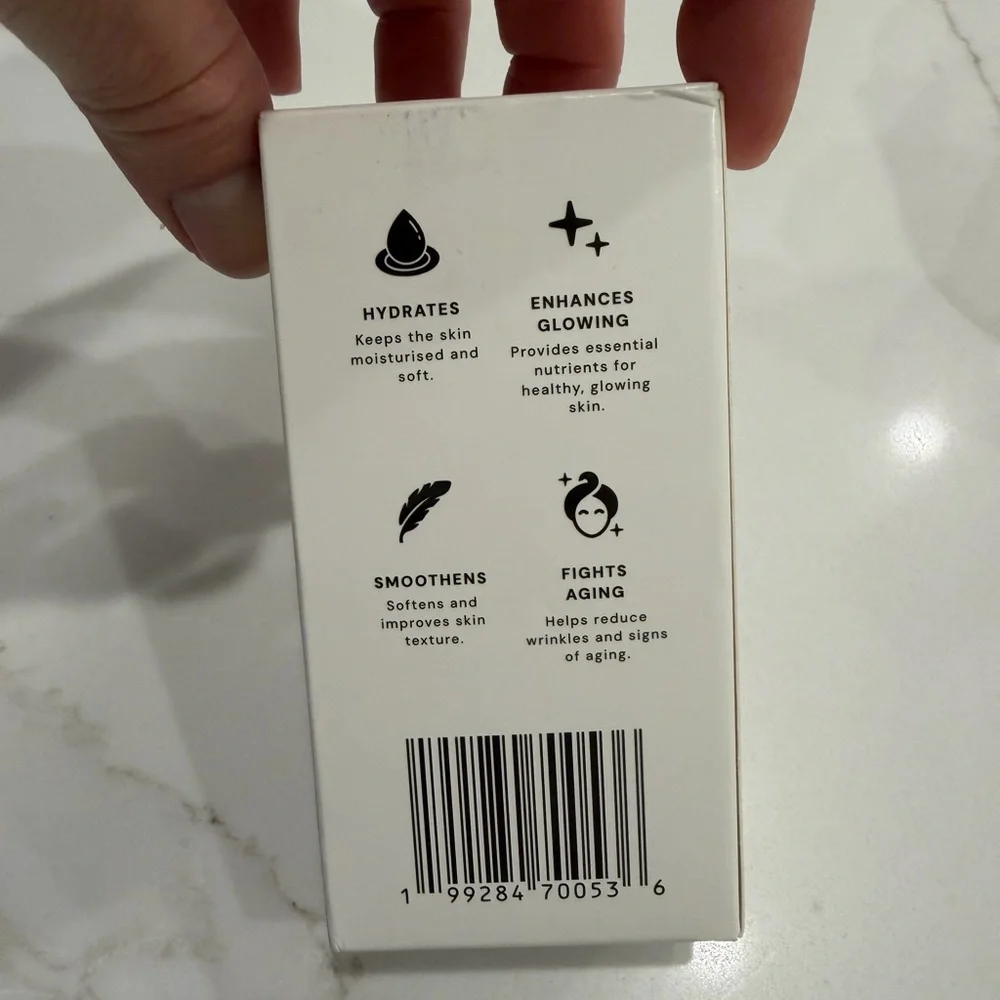 HYDRATES
Keeps the skin
moisturised and
soft.
ENHANCES
GLOWING
Provides essential
nutrients for
healthy, glowing
skin.
SMOOTHENS
Softens and
improves skin
texture.
FIGHTS
AGING
Helps reduce
wrinkles and signs
of aging.
1 99284 70053 6